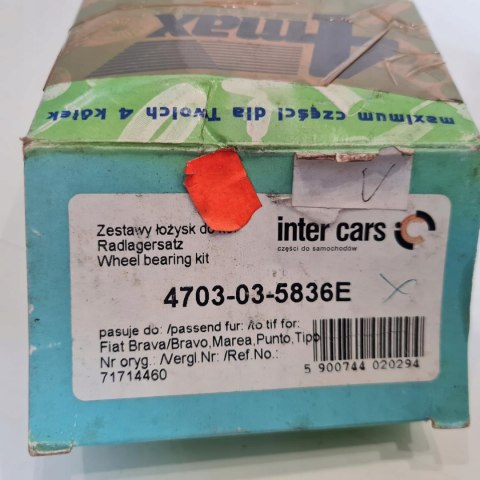 4max
maximum części dla Twoich 4 kółek
Zestawy łożysk do
Radlagersatz
Wheel bearing kit
inter cars
części do samochodów
4703-03-5836E
pasuje do: /passend fur: /to fit for:
Fiat Brava/Bravo,Marea,Punto,Tipo
Nr oryg.: /Vergl.Nr: /Ref.No.:
71714460
5 900744 020294